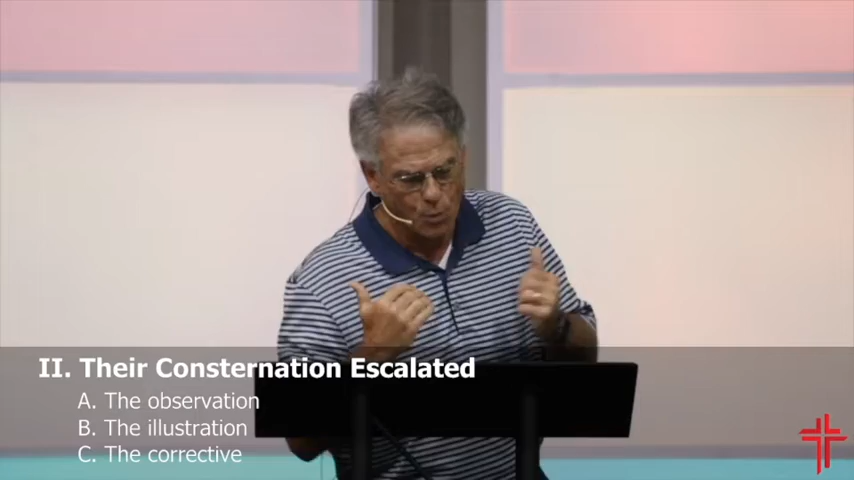 II. Their Consternation Escalated
A. The observation
B. The illustration
C. The corrective